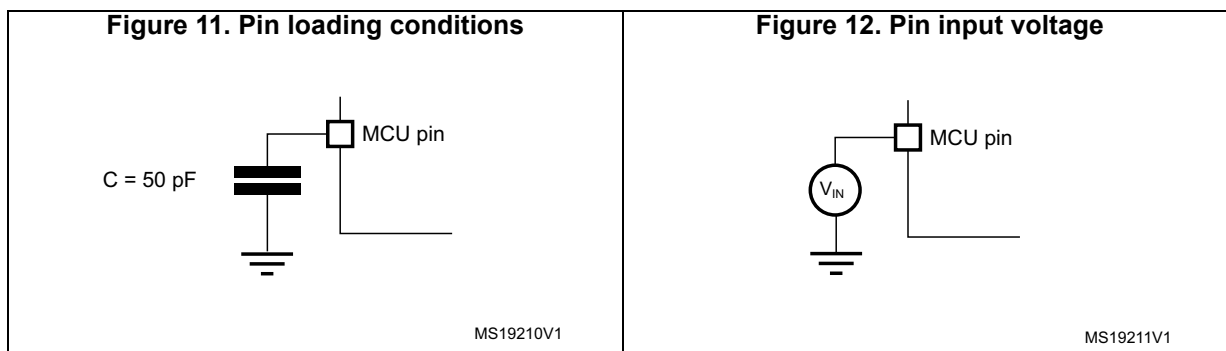 Figure 11. Pin loading conditions
MCU pin
C = 50 pF
MS19210V1
Figure 12. Pin input voltage
MCU pin
VIN
MS19211V1